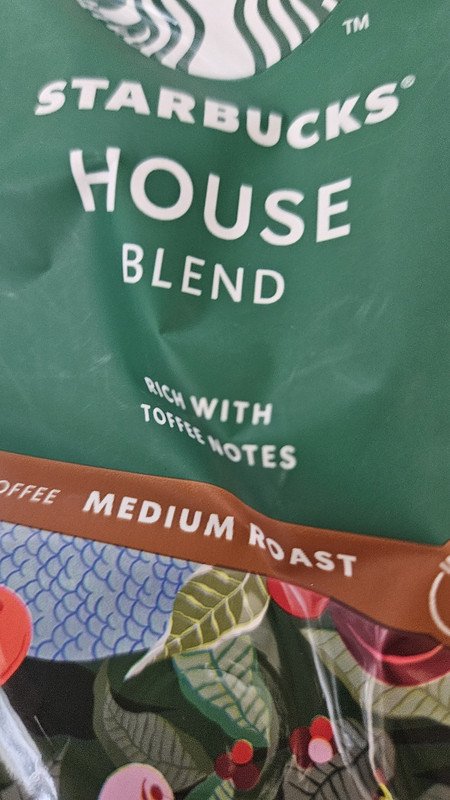 TM
STARBUCKS®
HOUSE
BLEND
RICH WITH
TOFFEE NOTES
OFFEE MEDIUM ROAST